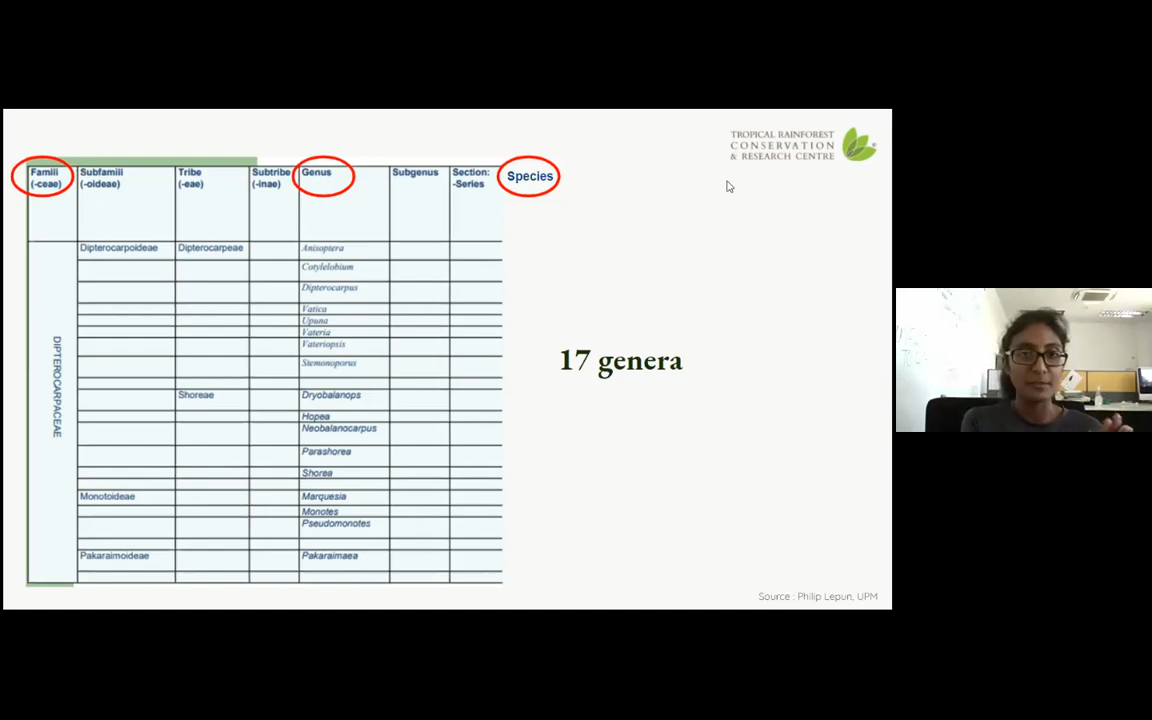 TROPICAL RAINFOREST
CONSERVATION
& RESEARCH CENTRE
Famili Subfamili Tribe Subtribe Genus Subgenus Section: Species
(-ceae) (-oideae) (-eae) (-inae) -Series
DIPTEROCARPACEAE
Dipterocarpoideae Dipterocarpeae Anisoptera
Cotylelobium
Dipterocarpus
Vatica
Upuna
Vateria
Vateriopsis
Stemonoporus
Shoreae Dryobalanops
Hopea
Neobalanocarpus
Parashorea
Shorea
Monotoideae Marquesia
Monotes
Pseudomonotes
Pakaraimoideae Pakaraimaea
17 genera
Source : Philip Lepun, UPM